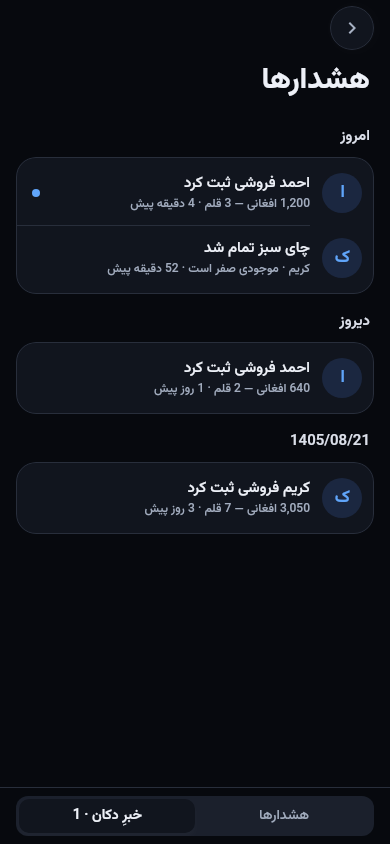 هشدارها
امروز
ا
احمد فروشی ثبت کرد
1,200 افغانی — 3 قلم · 4 دقیقه پیش
ک
چای سبز تمام شد
کریم · موجودی صفر است · 52 دقیقه پیش
دیروز
ا
احمد فروشی ثبت کرد
640 افغانی — 2 قلم · 1 روز پیش
1405/08/21
ک
کریم فروشی ثبت کرد
3,050 افغانی — 7 قلم · 3 روز پیش
هشدارها
خبرِ دکان · 1